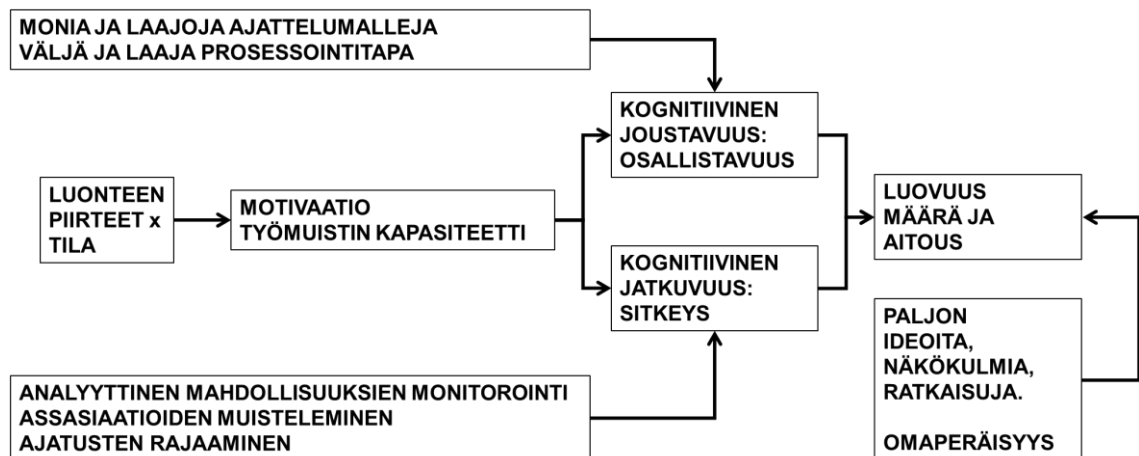 MONIA JA LAAJOJA AJATTELUMALLEJA
VÄLJÄ JA LAAJA PROSESSOINTITAPA
KOGNITIIVINEN
JOUSTAVUUS:
OSALLISTAVUUS
LUONTEEN
PIIRTEET x
TILA
MOTIVAATIO
TYÖMUISTIN KAPASITEETTI
LUOVUUS
MÄÄRÄ JA
AITOUS
KOGNITIIVINEN
JATKUVUUS:
SITKEYS
PALJON
IDEOITA,
NÄKÖKULMIA,
RATKAISUJA.
OMAPERÄISYYS
ANALYYTTINEN MAHDOLLISUUKSIEN MONITOROINTI
ASSASIAATIOIDEN MUISTELEMINEN
AJATUSTEN RAJAAMINEN